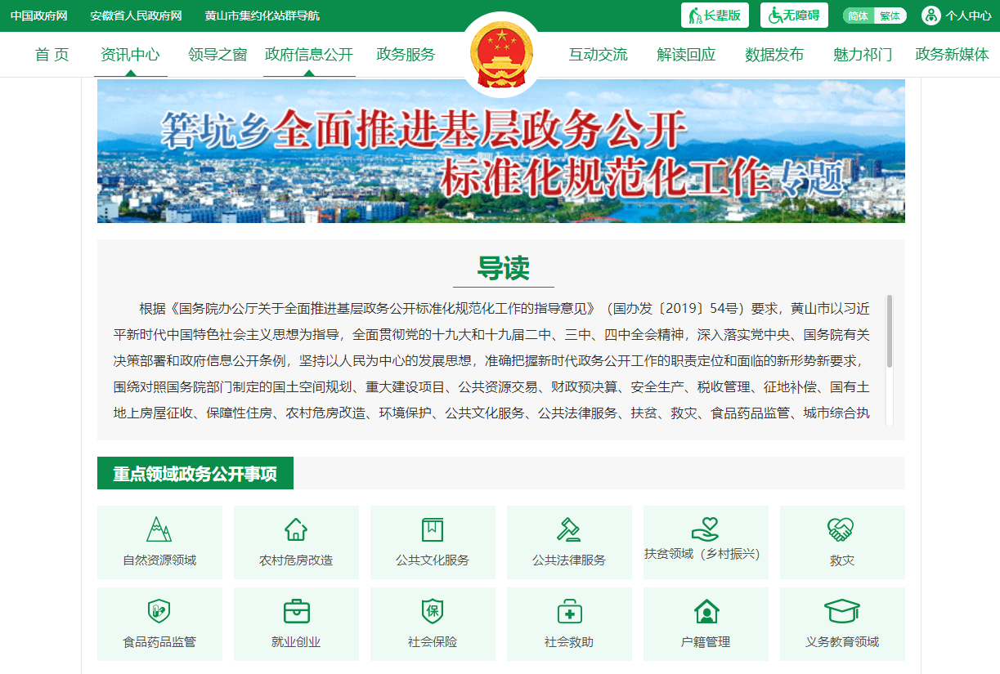 中国政府网 安徽省人民政府网 黄山市集约化站群导航 长辈版 无障碍 简体 繁体 个人中心
首 页 资讯中心 领导之窗 政府信息公开 政务服务 互动交流 解读回应 数据发布 魅力祁门 政务新媒体
箬坑乡全面推进基层政务公开
标准化规范化工作专题
导读
根据《国务院办公厅关于全面推进基层政务公开标准化规范化工作的指导意见》（国办发〔2019〕54号）要求，黄山市以习近
平新时代中国特色社会主义思想为指导，全面贯彻党的十九大和十九届二中、三中、四中全会精神，深入落实党中央、国务院有关
决策部署和政府信息公开条例，坚持以人民为中心的发展思想，准确把握新时代政务公开工作的职责定位和面临的新形势新要求，
围绕对照国务院部门制定的国土空间规划、重大建设项目、公共资源交易、财政预决算、安全生产、税收管理、征地补偿、国有土
地上房屋征收、保障性住房、农村危房改造、环境保护、公共文化服务、公共法律服务、扶贫、救灾、食品药品监管、城市综合执
重点领域政务公开事项
自然资源领域 农村危房改造 公共文化服务 公共法律服务 扶贫领域（乡村振兴） 救灾
保
食品药品监管 就业创业 社会保险 社会救助 户籍管理 义务教育领域